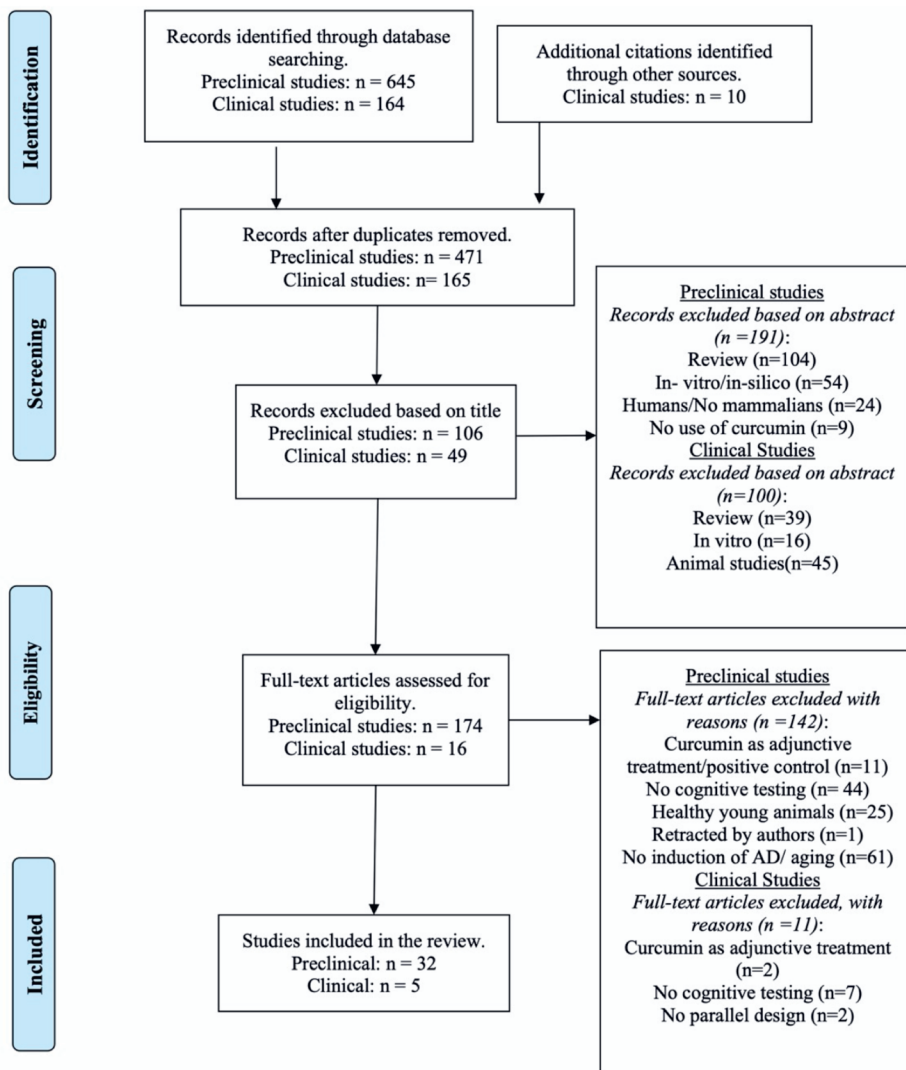 Identification
Records identified through database
searching.
Preclinical studies: n = 645
Clinical studies: n = 164
Additional citations identified
through other sources.
Clinical studies: n = 10
Records after duplicates removed.
Preclinical studies: n = 471
Clinical studies: n= 165
Screening
Records excluded based on title
Preclinical studies: n = 106
Clinical studies: n = 49
Preclinical studies
Records excluded based on abstract
(n =191):
Review (n=104)
In- vitro/in-silico (n=54)
Humans/No mammalians (n=24)
No use of curcumin (n=9)
Clinical Studies
Records excluded based on abstract
(n=100):
Review (n=39)
In vitro (n=16)
Animal studies(n=45)
Eligibility
Full-text articles assessed for
eligibility.
Preclinical studies: n = 174
Clinical studies: n = 16
Preclinical studies
Full-text articles excluded with
reasons (n =142):
Curcumin as adjunctive
treatment/positive control (n=11)
No cognitive testing (n= 44)
Healthy young animals (n=25)
Retracted by authors (n=1)
No induction of AD/ aging (n=61)
Clinical Studies
Full-text articles excluded, with
reasons (n =11):
Curcumin as adjunctive treatment
(n=2)
No cognitive testing (n=7)
No parallel design (n=2)
Included
Studies included in the review.
Preclinical: n = 32
Clinical: n = 5